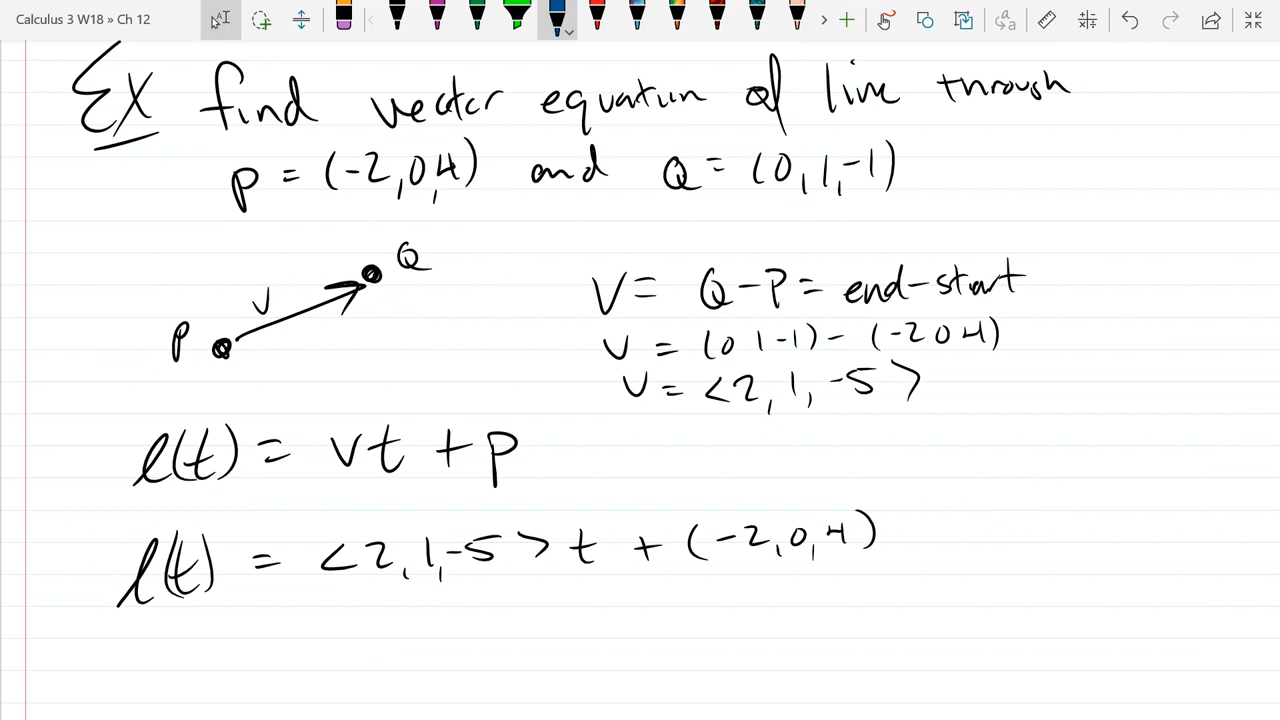 Calculus 3 W18 » Ch 12
Ex find vector equation of line through
P = (-2,0,4) and Q = (0,1,-1)
Q
V
P
V = Q-P = end-start
V = (0 1 -1) - (-2 0 4)
V = <2, 1, -5>
l(t) = vt + p
l(t) = <2,1,-5>t + (-2,0,4)